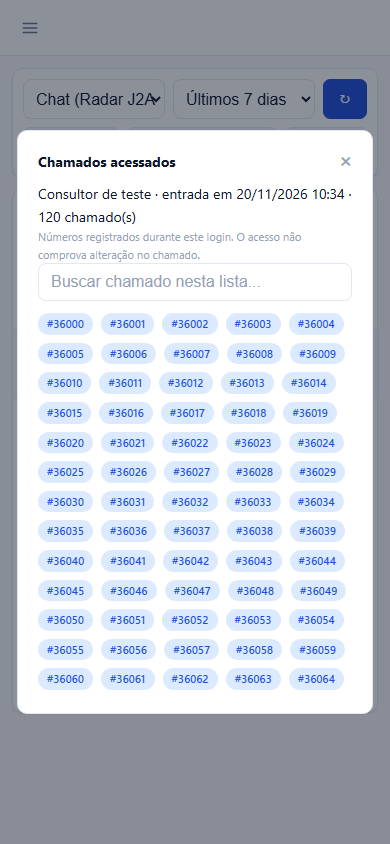 Chat (Radar J2A
Últimos 7 dias
↻
Chamados acessados
×
Consultor de teste · entrada em 20/11/2026 10:34 ·
120 chamado(s)
Números registrados durante este login. O acesso não
comprova alteração no chamado.
Buscar chamado nesta lista...
#36000 #36001 #36002 #36003 #36004
#36005 #36006 #36007 #36008 #36009
#36010 #36011 #36012 #36013 #36014
#36015 #36016 #36017 #36018 #36019
#36020 #36021 #36022 #36023 #36024
#36025 #36026 #36027 #36028 #36029
#36030 #36031 #36032 #36033 #36034
#36035 #36036 #36037 #36038 #36039
#36040 #36041 #36042 #36043 #36044
#36045 #36046 #36047 #36048 #36049
#36050 #36051 #36052 #36053 #36054
#36055 #36056 #36057 #36058 #36059
#36060 #36061 #36062 #36063 #36064